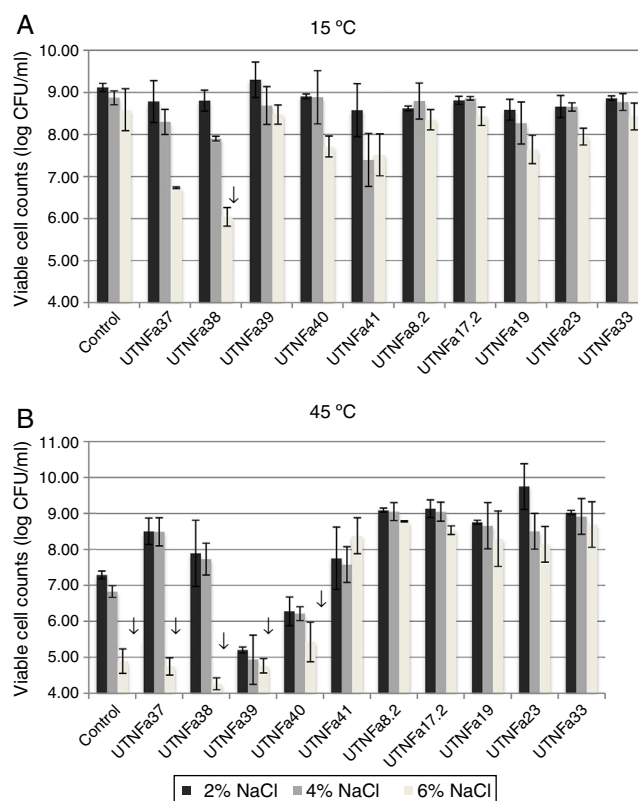 A
15 ºC
Viable cell counts (log CFU/ml)
10.00
9.00
8.00
7.00
6.00
5.00
4.00
Control
UTNFa37
UTNFa38
UTNFa39
UTNFa40
UTNFa41
UTNFa8.2
UTNFa17.2
UTNFa19
UTNFa23
UTNFa33
B
45 ºC
Viable cell counts (log CFU/ml)
11.00
10.00
9.00
8.00
7.00
6.00
5.00
4.00
Control
UTNFa37
UTNFa38
UTNFa39
UTNFa40
UTNFa41
UTNFa8.2
UTNFa17.2
UTNFa19
UTNFa23
UTNFa33
2% NaCl 4% NaCl 6% NaCl